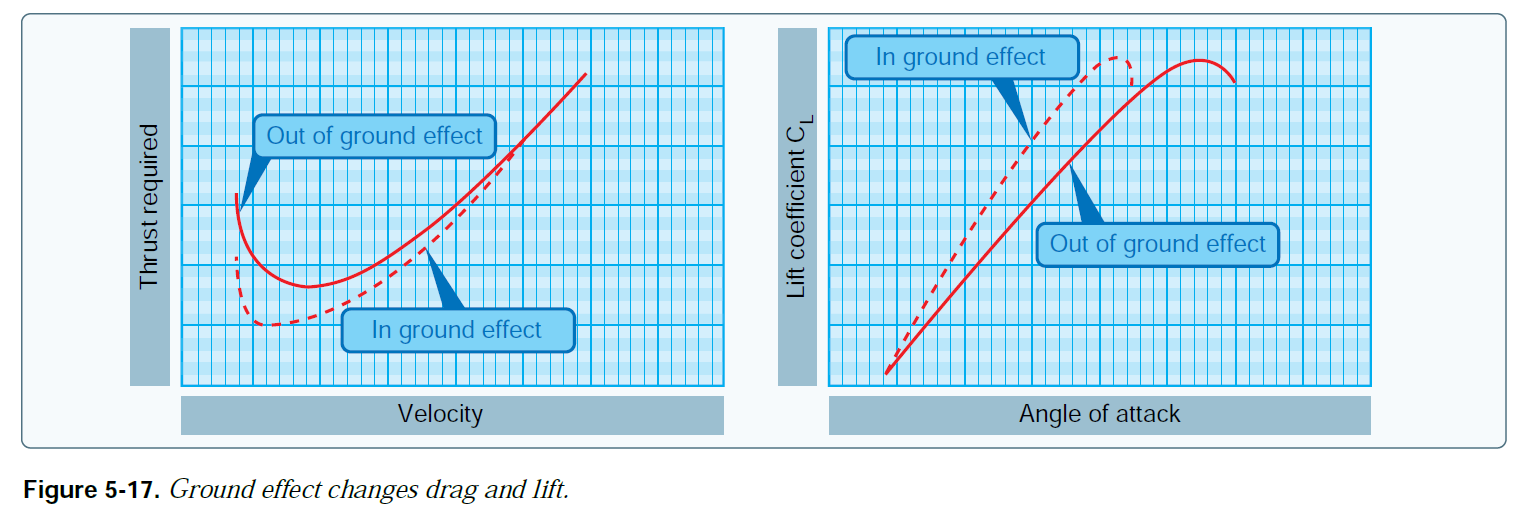 Thrust required
Out of ground effect
In ground effect
Velocity
Lift coefficient CL
In ground effect
Out of ground effect
Angle of attack
Figure 5-17. Ground effect changes drag and lift.